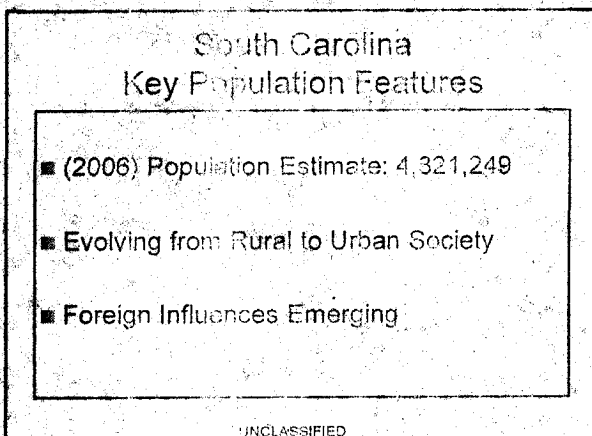 South Carolina
Key Population Features
■ (2006) Population Estimate: 4,321,249
■ Evolving from Rural to Urban Society
■ Foreign Influences Emerging
UNCLASSIFIED